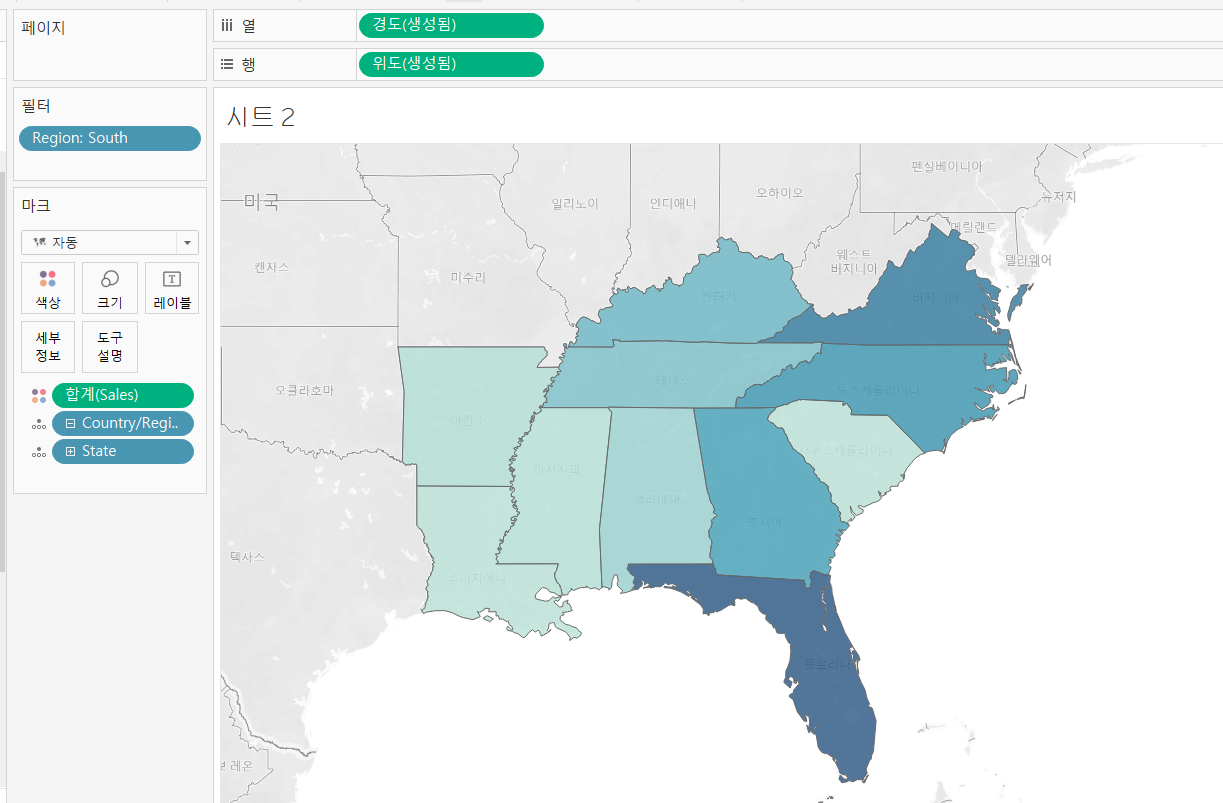 페이지
열
경도(생성됨)
행
위도(생성됨)
필터
Region: South
시트 2
마크
자동
색상
크기
레이블
세부
정보
도구
설명
합계(Sales)
Country/Regi..
State
미국
일리노이
인디애나
오하이오
펜실베이니아
뉴저지
메릴랜드
델라웨어
웨스트
버지니아
캔자스
미주리
켄터키
버지니아
오클라호마
테네스
노스캐롤라이나
아칸소
미시시피
앨라배마
사우스캐롤라이나
조지아
텍사스
루이지애나
플로리다
보 레온